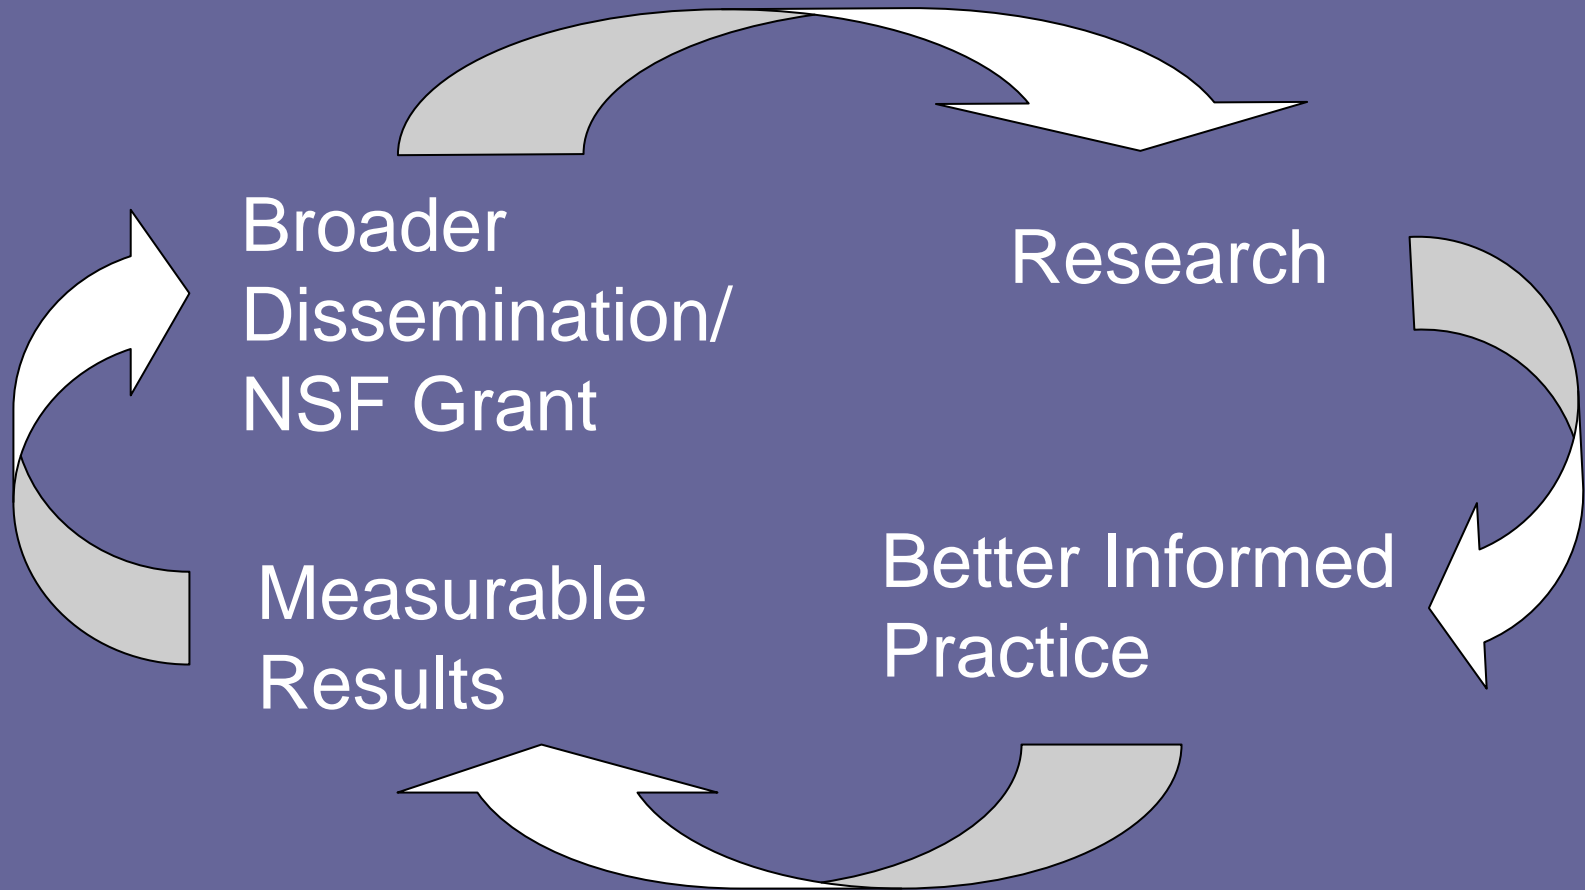 Broader
Dissemination/
NSF Grant
Research
Measurable
Results
Better Informed
Practice